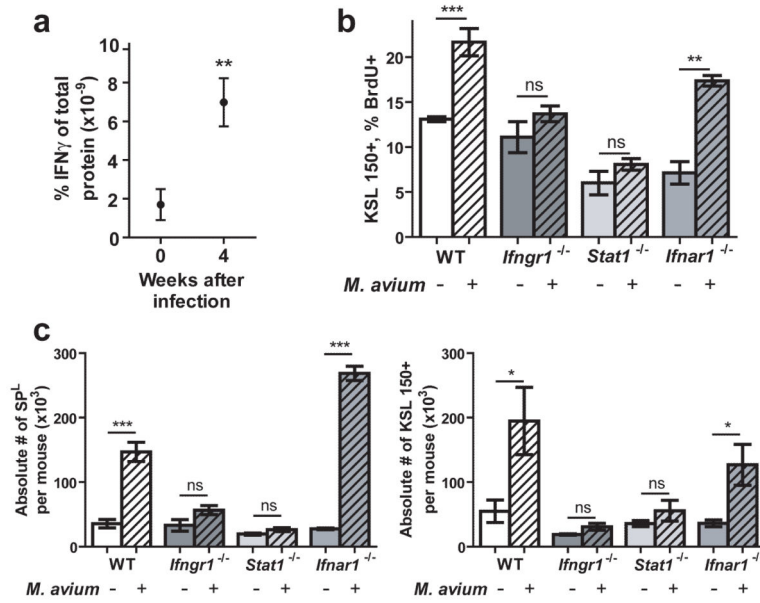 a
% IFNγ of total
protein (x10-9)
10
8
6
4
2
0
**
0 4
Weeks after
infection
b
KSL 150+, % BrdU+
20
15
10
5
0
***
ns
ns
**
WT Ifngr1 -/- Stat1 -/- Ifnar1 -/-
M. avium - + - + - + - +
c
Absolute # of SPL
per mouse (x103)
300
200
100
0
***
ns
ns
***
WT Ifngr1 -/- Stat1 -/- Ifnar1 -/-
M. avium - + - + - + - +
Absolute # of KSL 150+
per mouse (x103)
300
200
100
0
*
ns
ns
*
WT Ifngr1 -/- Stat1 -/- Ifnar1 -/-
M. avium - + - + - + - +